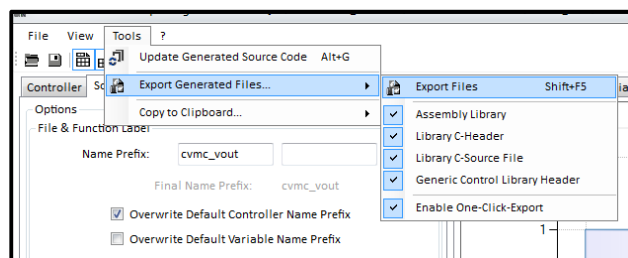 File View Tools ?
Update Generated Source Code Alt+G
Export Generated Files...
Copy to Clipboard...
Export Files Shift+F5
Assembly Library
Library C-Header
Library C-Source File
Generic Control Library Header
Enable One-Click-Export
Controller
Options
File & Function Label
Name Prefix: cvmc_vout
Final Name Prefix: cvmc_vout
Overwrite Default Controller Name Prefix
Overwrite Default Variable Name Prefix
1